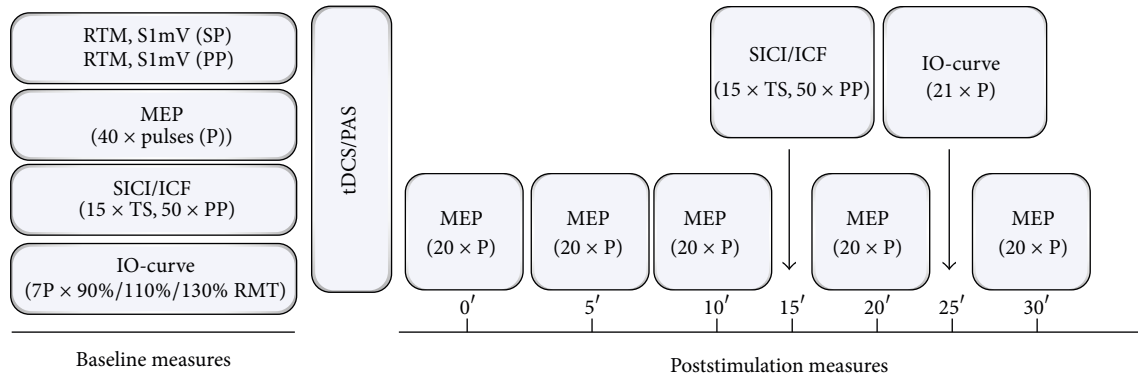 RTM, S1mV (SP)
RTM, S1mV (PP)
MEP
(40 × pulses (P))
SICI/ICF
(15 × TS, 50 × PP)
IO-curve
(7P × 90%/110%/130% RMT)
Baseline measures
tDCS/PAS
SICI/ICF
(15 × TS, 50 × PP)
IO-curve
(21 × P)
MEP
(20 × P)
MEP
(20 × P)
MEP
(20 × P)
MEP
(20 × P)
MEP
(20 × P)
0′ 5′ 10′ 15′ 20′ 25′ 30′
Poststimulation measures